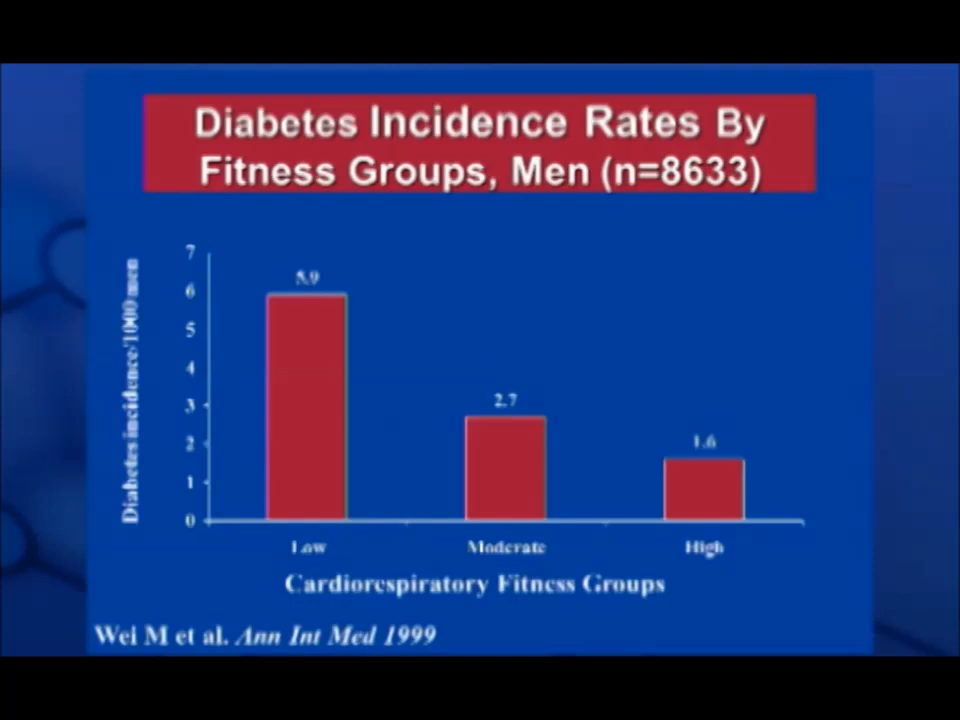 Diabetes Incidence Rates By
Fitness Groups, Men (n=8633)
Diabetes incidence/1000 men
7
6
5
4
3
2
1
0
5.9
2.7
1.6
Low
Moderate
High
Cardiorespiratory Fitness Groups
Wei M et al. Ann Int Med 1999